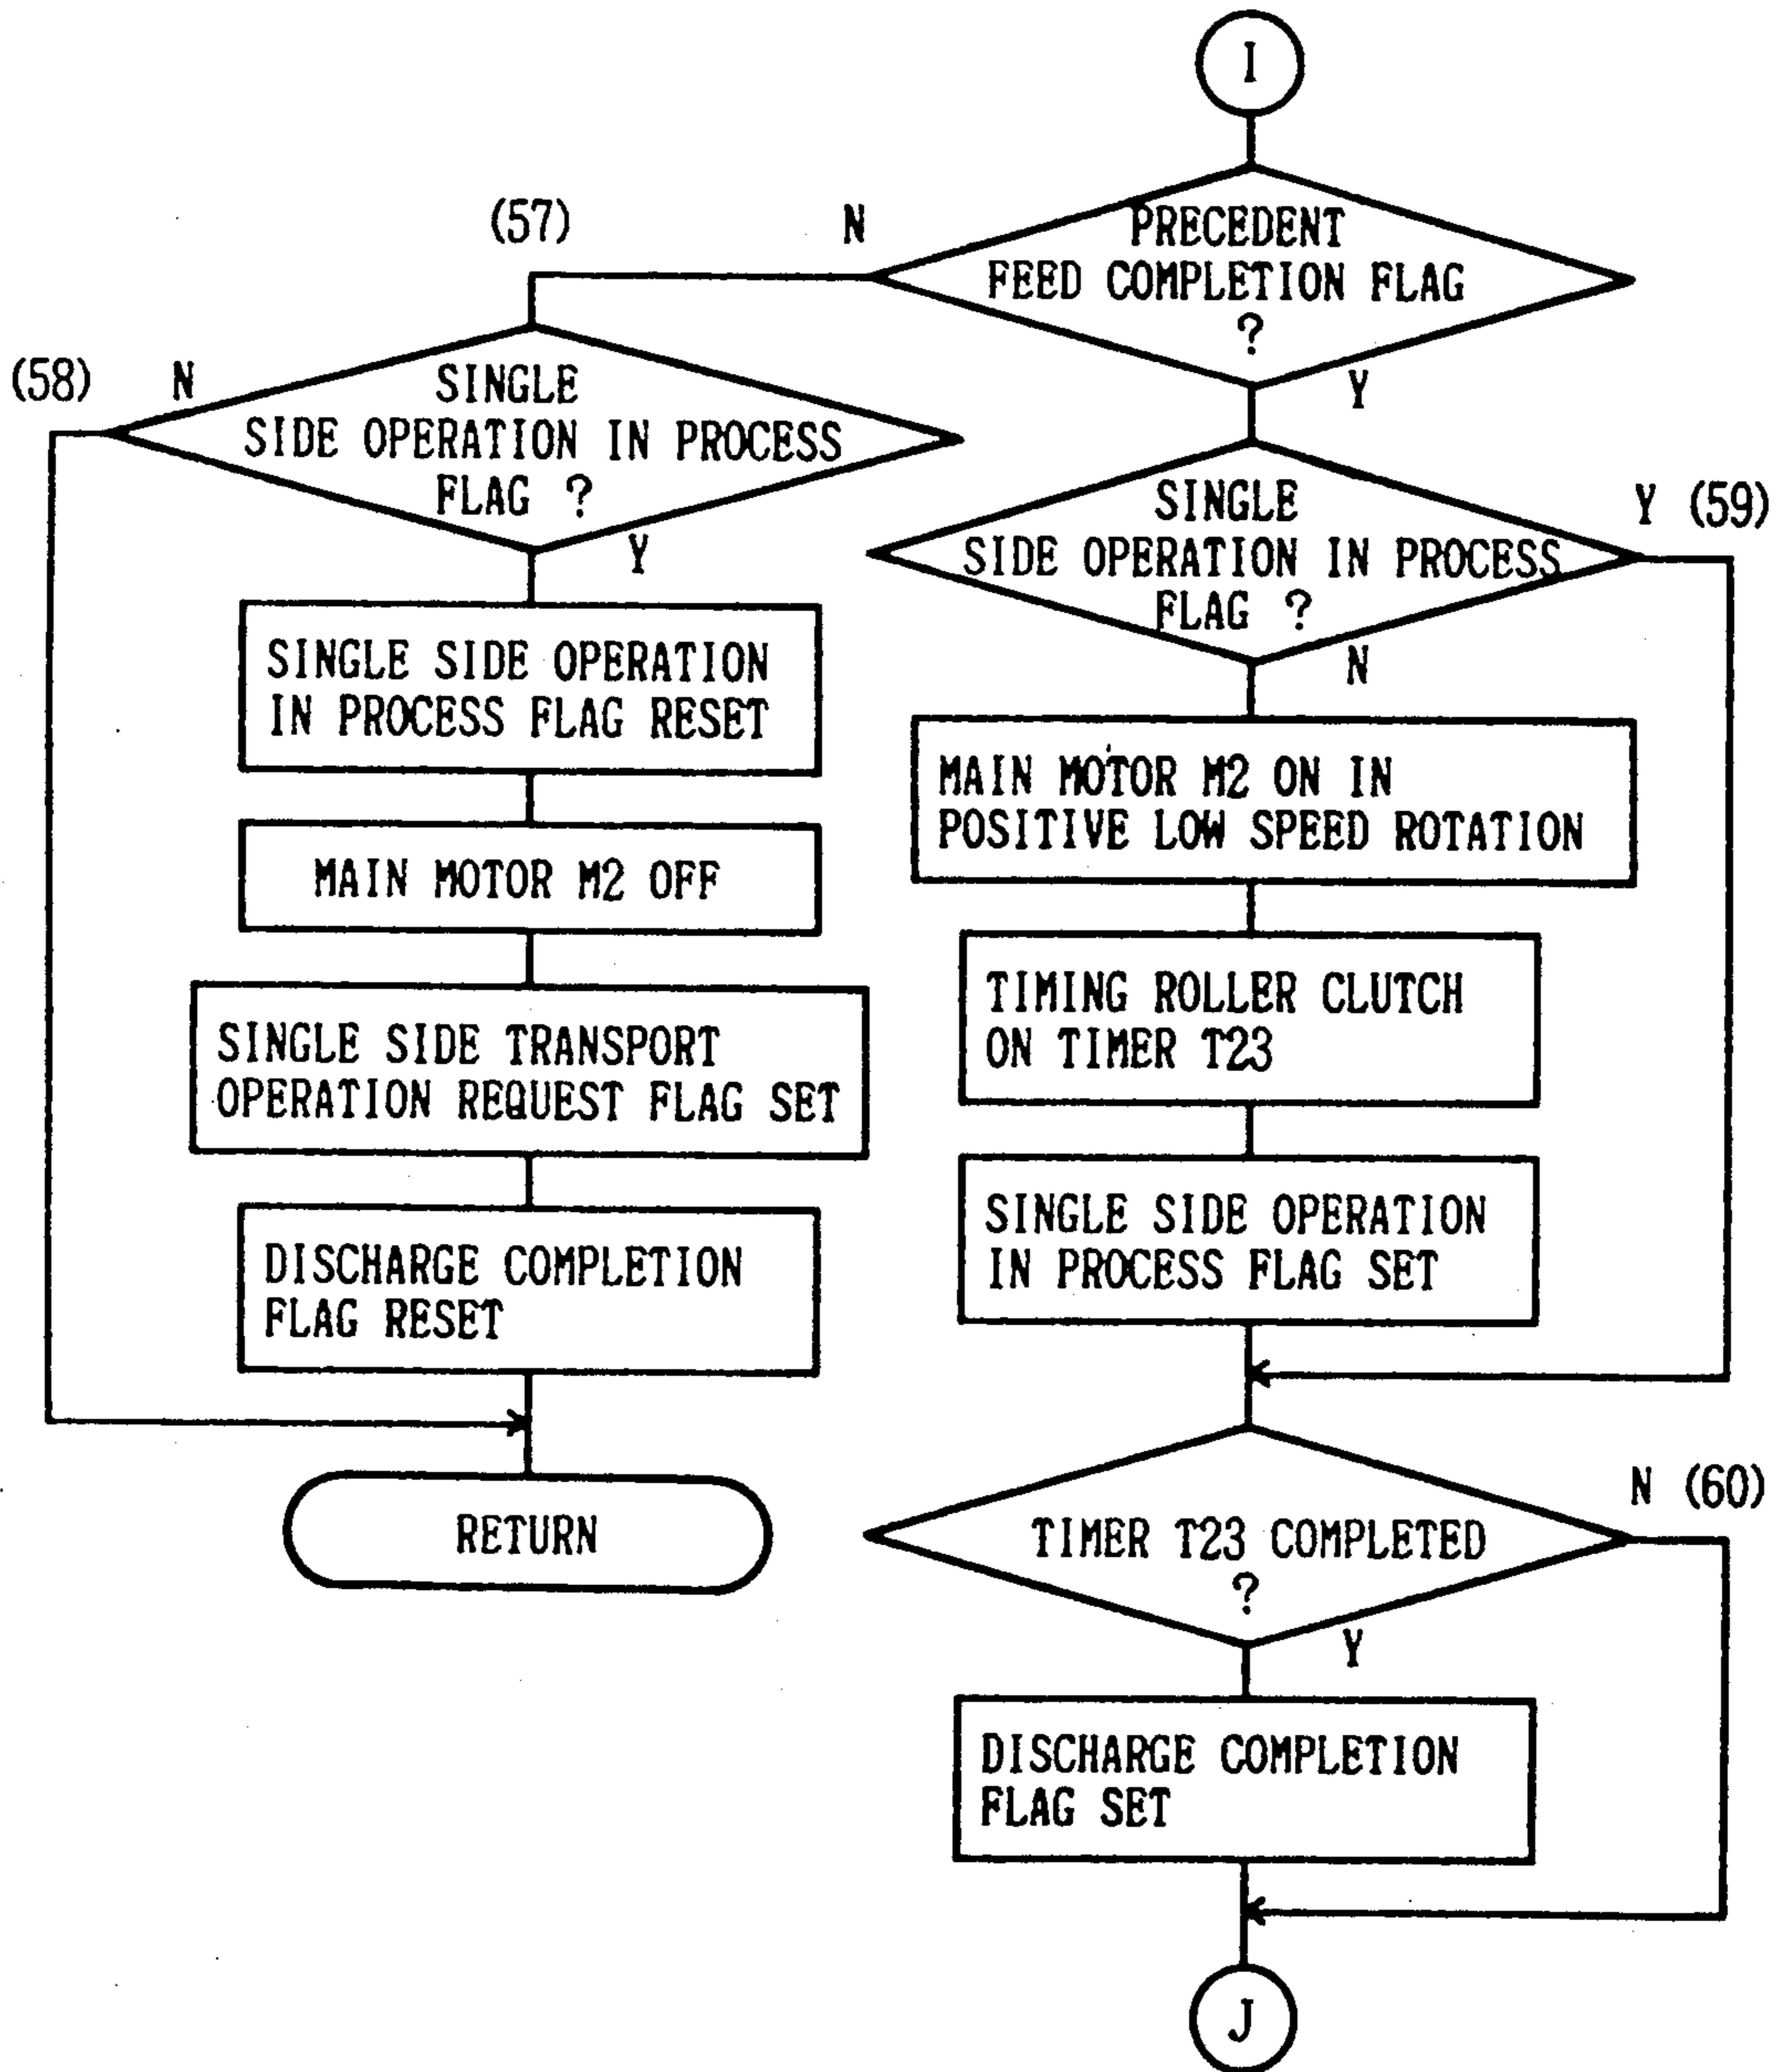 I
PRECEDENT
FEED COMPLETION FLAG
?
N
(57)
Y
SINGLE
SIDE OPERATION IN PROCESS
FLAG ?
(58) N
Y
SINGLE SIDE OPERATION
IN PROCESS FLAG RESET
MAIN MOTOR M2 OFF
SINGLE SIDE TRANSPORT
OPERATION REQUEST FLAG SET
DISCHARGE COMPLETION
FLAG RESET
RETURN
SINGLE
SIDE OPERATION IN PROCESS
FLAG ?
Y (59)
N
MAIN MOTOR M2 ON IN
POSITIVE LOW SPEED ROTATION
TIMING ROLLER CLUTCH
ON TIMER T23
SINGLE SIDE OPERATION
IN PROCESS FLAG SET
TIMER T23 COMPLETED
?
N (60)
Y
DISCHARGE COMPLETION
FLAG SET
J